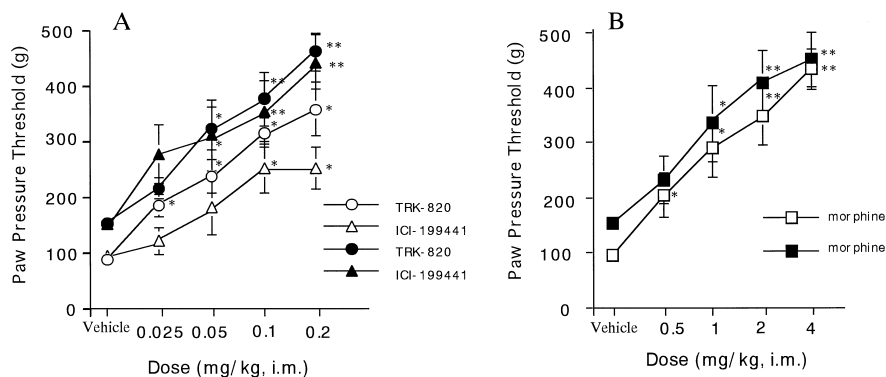 A
Paw Pressure Threshold (g)
500
400
300
200
100
0
**
**
*
**
**
*
*
*
*
*
*
*
*
TRK-820
ICI-199441
TRK-820
ICI-199441
Vehicle 0.025 0.05 0.1 0.2
Dose (mg/kg, i.m.)
B
Paw Pressure Threshold (g)
500
400
300
200
100
0
**
**
**
**
*
*
*
morphine
morphine
Vehicle 0.5 1 2 4
Dose (mg/kg, i.m.)